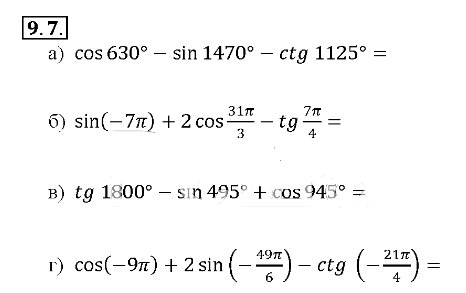 9.7.
а) cos 630° − sin 1470° − ctg 1125° =
б) sin(−7π) + 2 cos 31π/3 − tg 7π/4 =
в) tg 1800° − sin 495° + cos 945° =
г) cos(−9π) + 2 sin (−49π/6) − ctg (−21π/4) =